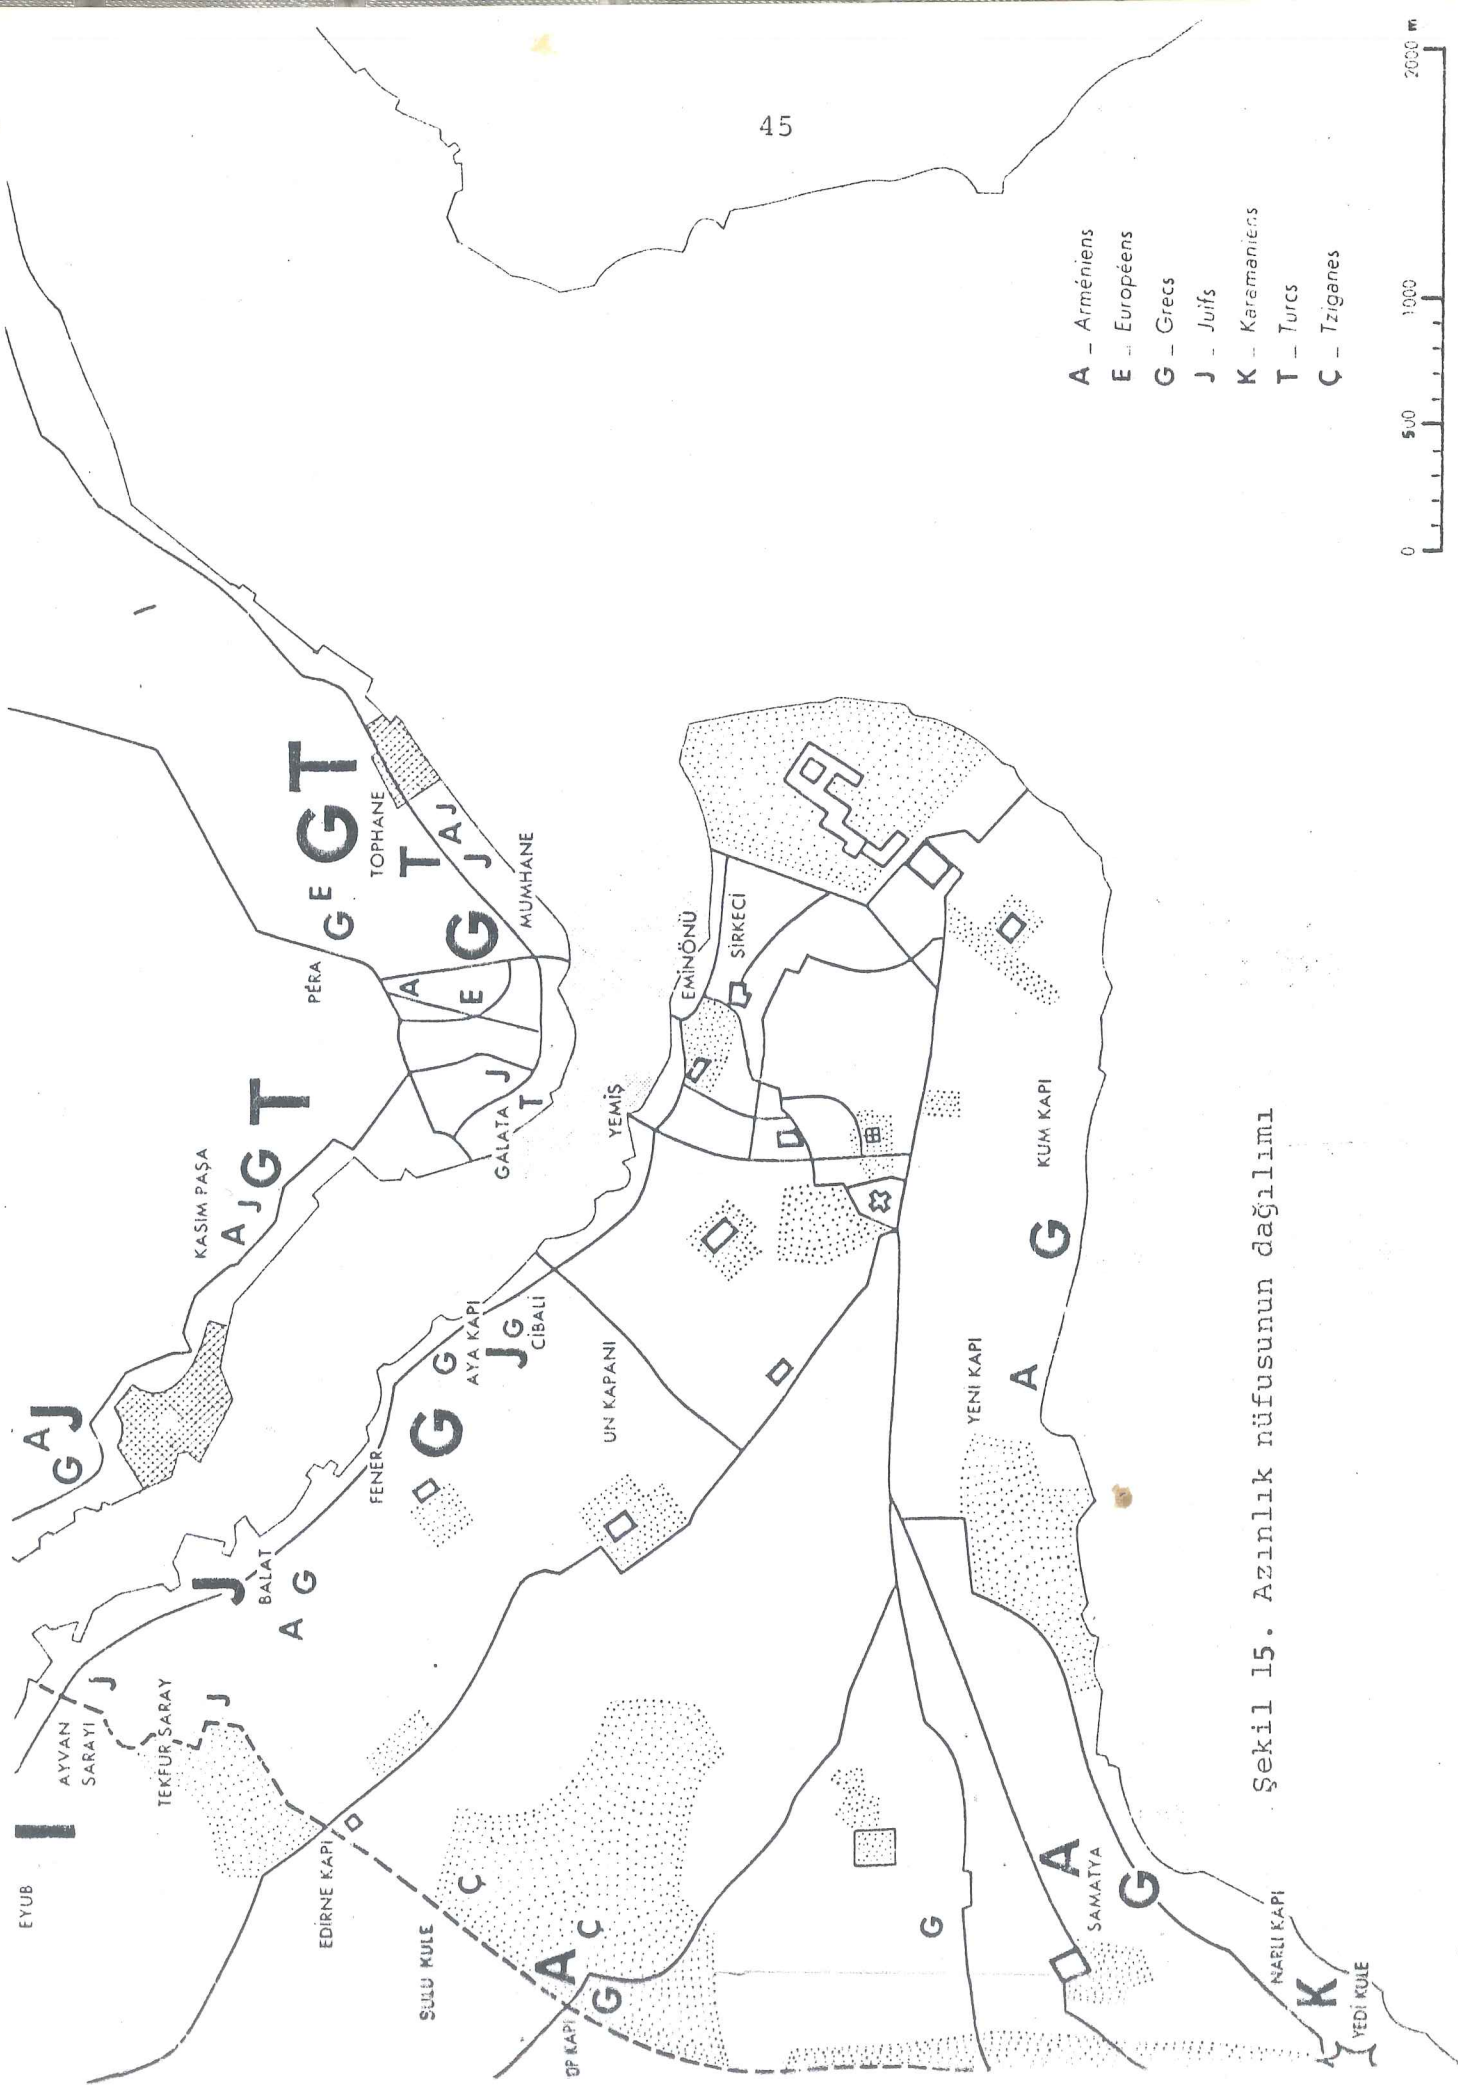 45
EYUB
AYVAN
SARAYI
J
TEKFUR SARAY
J
EDİRNE KAPI
SULU KULE
Ç
A
Ç
G
OP KAPI
J
BALAT
A
G
FENER
G
G
AYA KAPI
J
G
CİBALİ
UN KAPANI
G
A
J
KASIM PAŞA
A
J
G
T
PÉRA
G
E
G
T
TOPHANE
T
A
J
J
G
MUMHANE
A
E
J
GALATA
T
YEMİŞ
EMİNÖNÜ
SİRKECİ
KUM KAPI
G
YENİ KAPI
A
G
A
SAMATYA
G
NARLI KAPI
K
YEDİ KULE
A - Arméniens
E - Européens
G - Grecs
J - Juifs
K - Karamaniens
T - Turcs
Ç - Tziganes
0 500 1000 2000 m
Şekil 15. Azınlık nüfusunun dağılımı